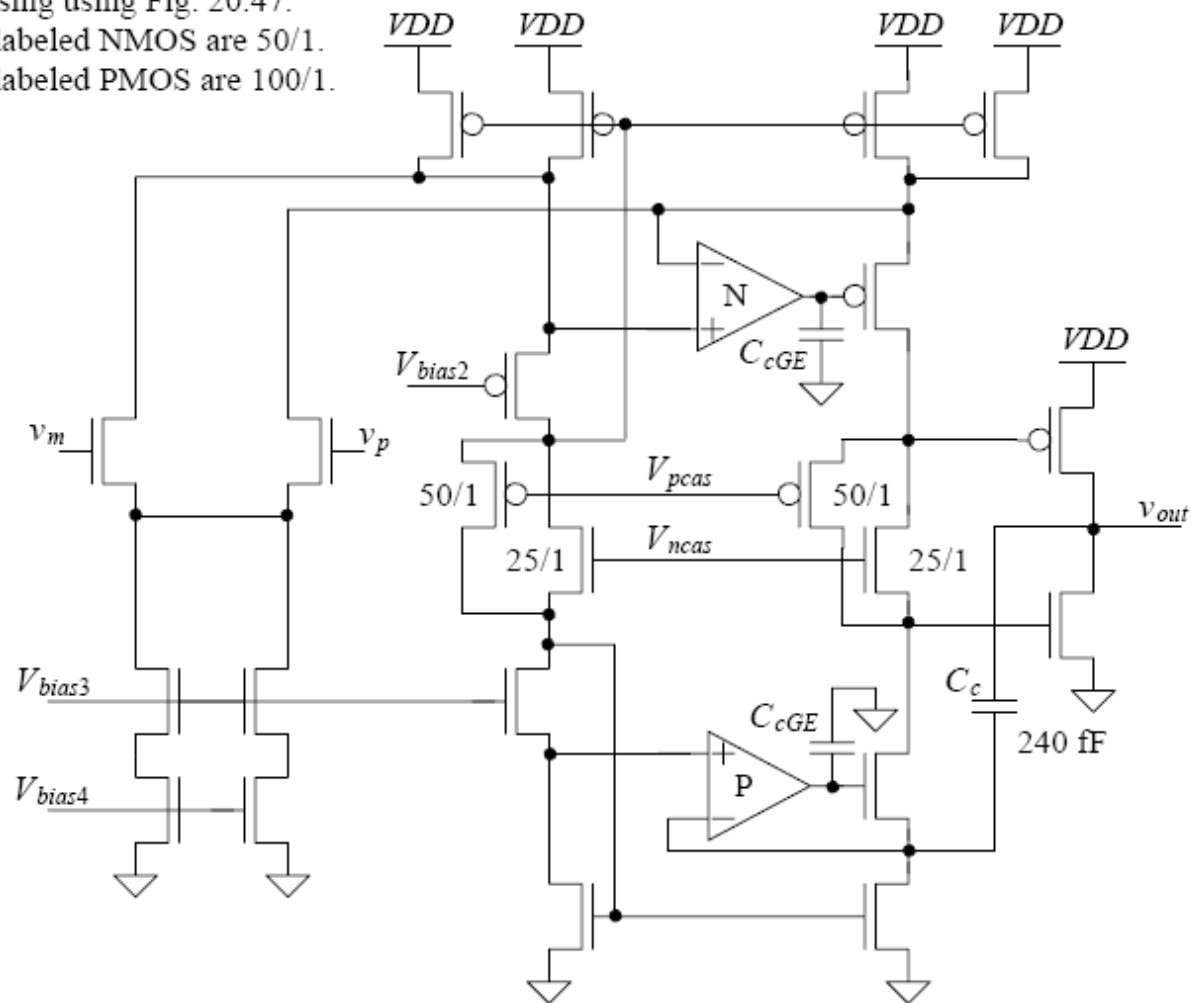 sing using Fig. 20.47.
labeled NMOS are 50/1.
labeled PMOS are 100/1.
VDD VDD VDD VDD
N
CcGE
VDD
Vbias2
vm
vp
50/1
Vpcas
50/1
vout
25/1
Vncas
25/1
Vbias3
CcGE
Cc
240 fF
P
Vbias4